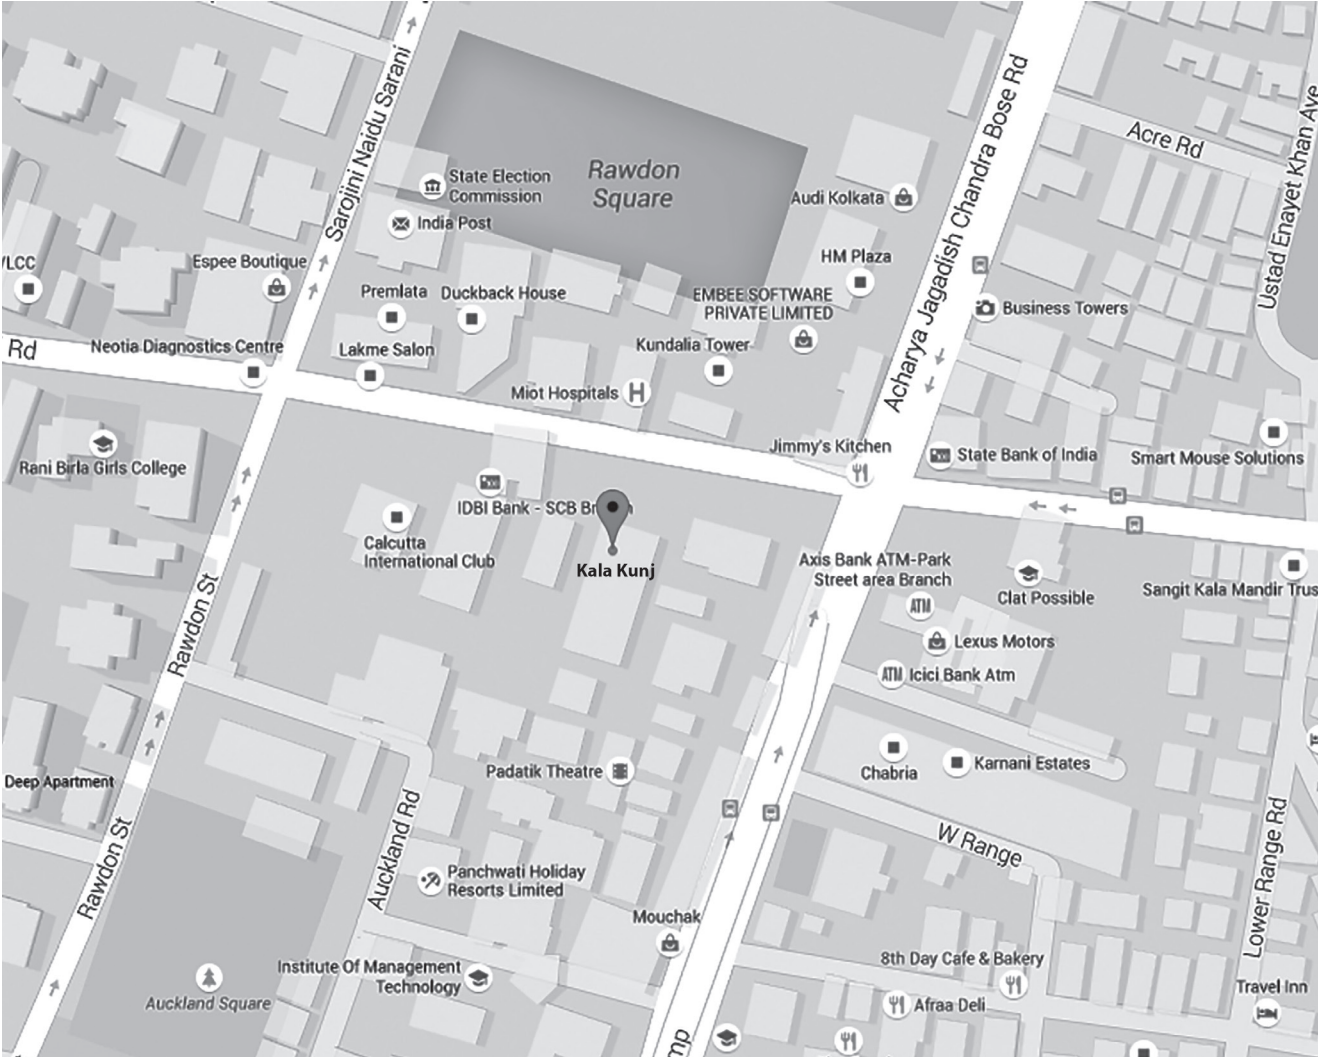 Sarojini Naidu Sarani
Acharya Jagadish Chandra Bose Rd
Acre Rd
Ustad Enayet Khan Ave
Rawdon
Square
State Election
Commission
India Post
Audi Kolkata
VLCC
Espee Boutique
HM Plaza
Premlata
Duckback House
EMBEE SOFTWARE
PRIVATE LIMITED
Business Towers
Rd
Neotia Diagnostics Centre
Lakme Salon
Kundalia Tower
Miot Hospitals
H
Rani Birla Girls College
Jimmy's Kitchen
State Bank of India
Smart Mouse Solutions
IDBI Bank - SCB Br
Calcutta
International Club
Kala Kunj
Axis Bank ATM-Park
Street area Branch
ATM
Clat Possible
Sangit Kala Mandir Trus
Rawdon St
Lexus Motors
ATM
Icici Bank Atm
Deep Apartment
Padatik Theatre
Chabria
Karnani Estates
Auckland Rd
W Range
Lower Range Rd
Rawdon St
Panchwati Holiday
Resorts Limited
Mouchak
Auckland Square
Institute Of Management
Technology
8th Day Cafe & Bakery
Afraa Deli
Travel Inn
mp